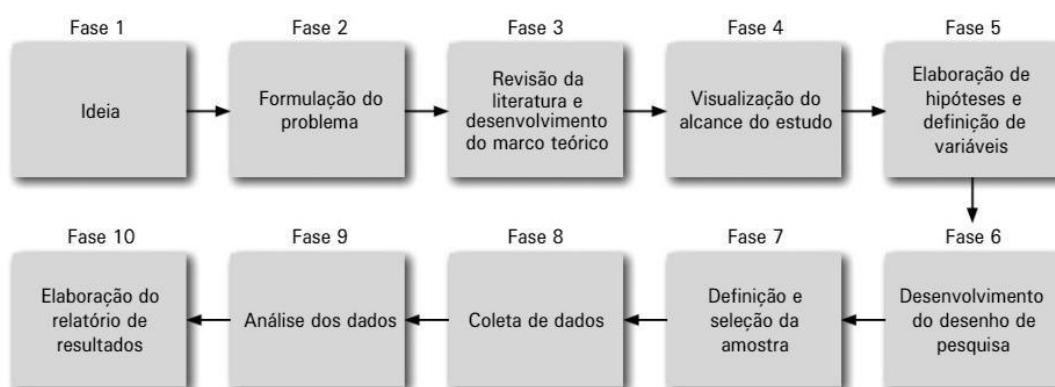 Fase 1
Fase 2
Fase 3
Fase 4
Fase 5
Ideia
Formulação do
problema
Revisão da
literatura e
desenvolvimento
do marco teórico
Visualização do
alcance do estudo
Elaboração de
hipóteses e
definição de
variáveis
Fase 10
Fase 9
Fase 8
Fase 7
Fase 6
Elaboração do
relatório de
resultados
Análise dos dados
Coleta de dados
Definição e
seleção da
amostra
Desenvolvimento
do desenho de
pesquisa